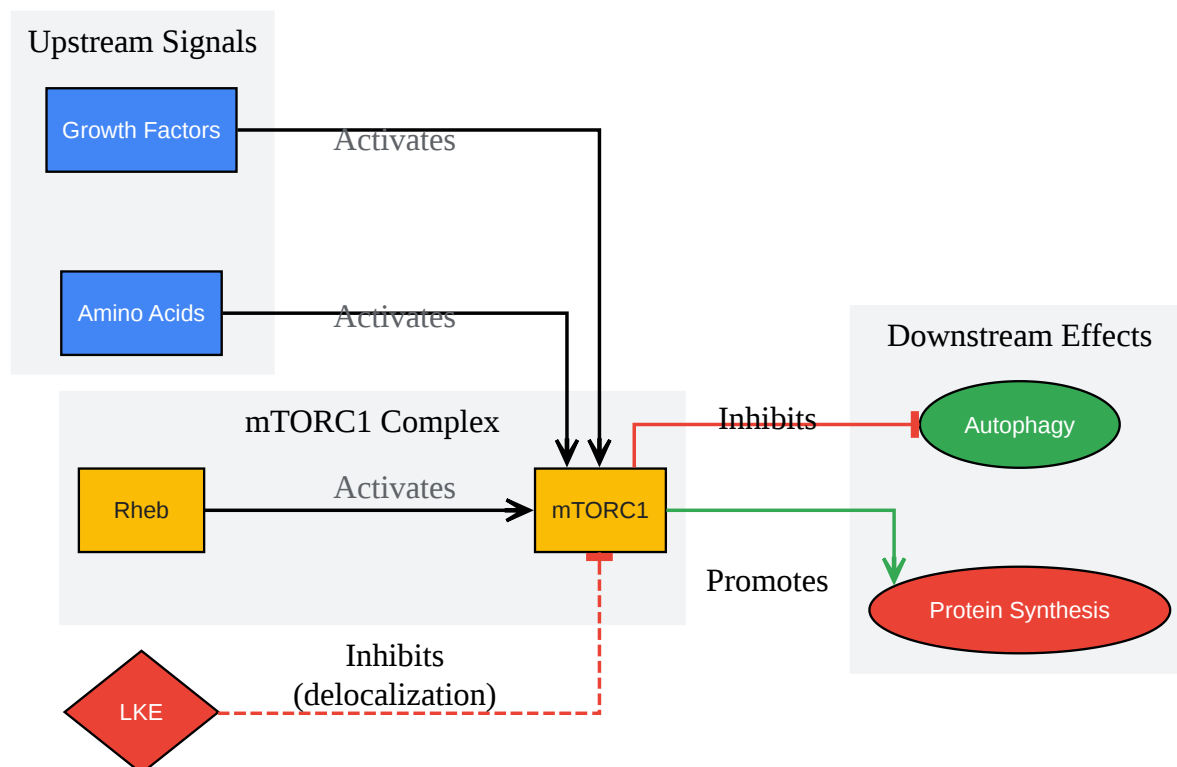 Upstream Signals
Growth Factors
Activates
Amino Acids
Activates
Downstream Effects
mTORC1 Complex
Inhibits
Autophagy
Rheb
Activates
mTORC1
Promotes
Protein Synthesis
Inhibits
(delocalization)
LKE